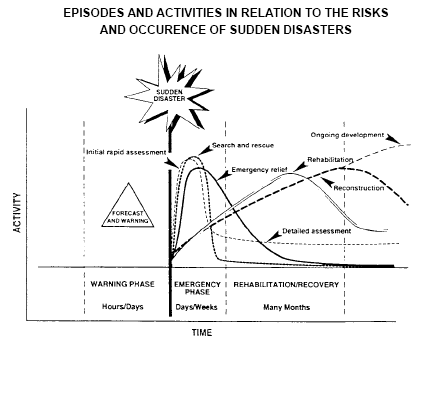 EPISODES AND ACTIVITIES IN RELATION TO THE RISKS
AND OCCURENCE OF SUDDEN DISASTERS
SUDDEN
DISASTER
Ongoing development
Search and rescue
Initial rapid assessment
Rehabilitation
Emergency relief
Reconstruction
FORECAST
AND WARNING
Detailed assessment
ACTIVITY
WARNING PHASE
EMERGENCY
PHASE
REHABILITATION/RECOVERY
Hours/Days
Days/Weeks
Many Months
TIME